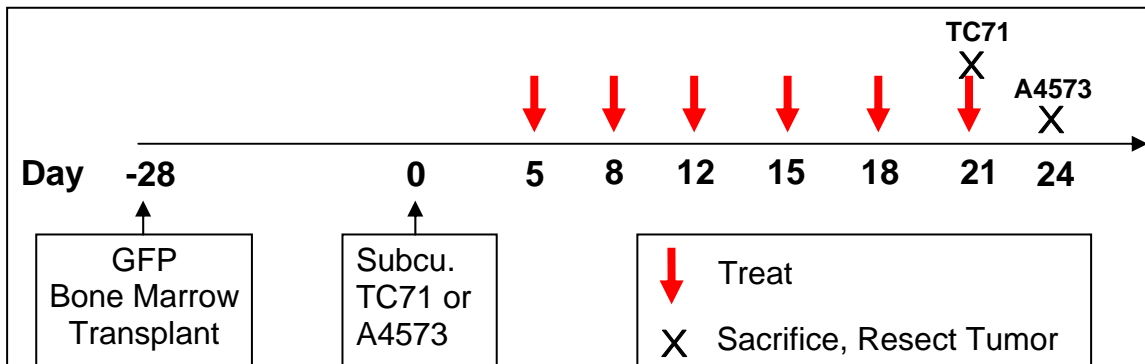 TC71
X
A4573
X
Day -28 0 5 8 12 15 18 21 24
GFP
Bone Marrow
Transplant
Subcu.
TC71 or
A4573
Treat
X Sacrifice, Resect Tumor